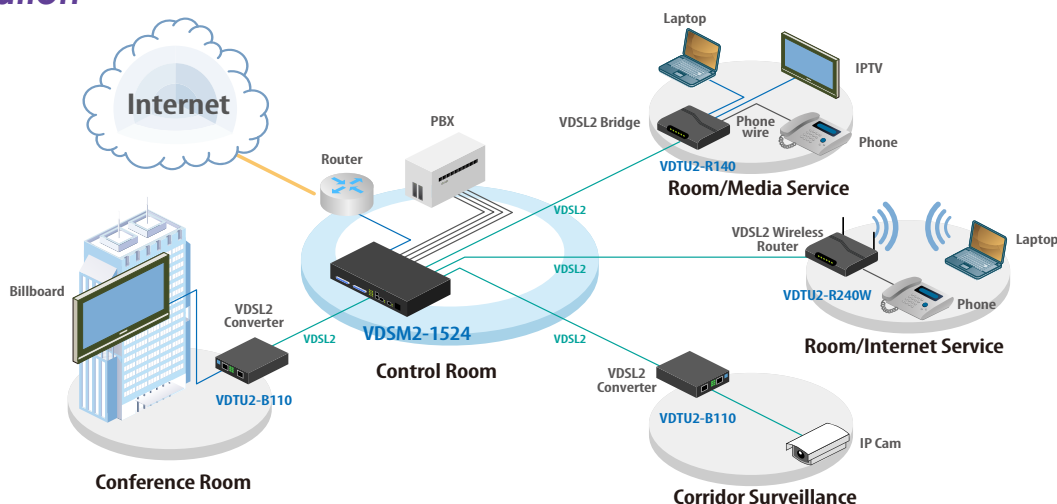 Laptop
IPTV
Internet
PBX
VDSL2 Bridge
Phone
wire
Phone
Router
VDTU2-R140
Room/Media Service
VDSL2
VDSL2 Wireless
Router
Laptop
VDSL2
Billboard
VDTU2-R240W
Phone
VDSL2
Converter
VDSM2-1524
VDSL2
VDSL2
Room/Internet Service
Control Room
VDSL2
Converter
VDTU2-B110
VDTU2-B110
IP Cam
Conference Room
Corridor Surveillance